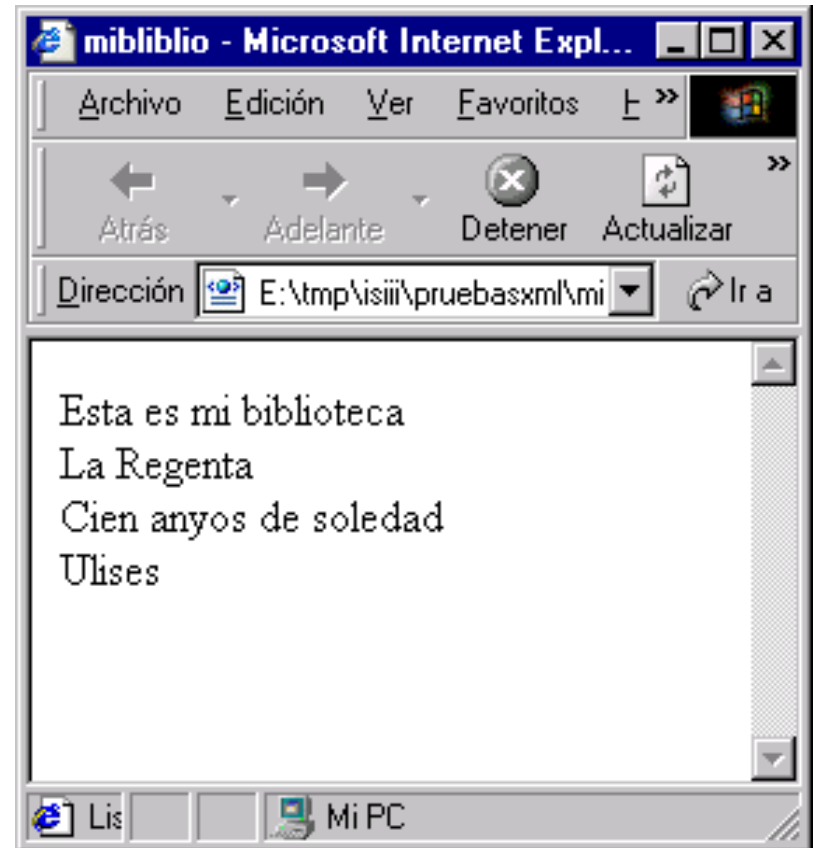 mibliblio - Microsoft Internet Expl...
Archivo Edición Ver Favoritos »
Atrás Adelante Detener Actualizar »
Dirección E:\tmp\isiii\pruebasxml\mi Ir a
Esta es mi biblioteca
La Regenta
Cien anyos de soledad
Ulises
Lis Mi PC